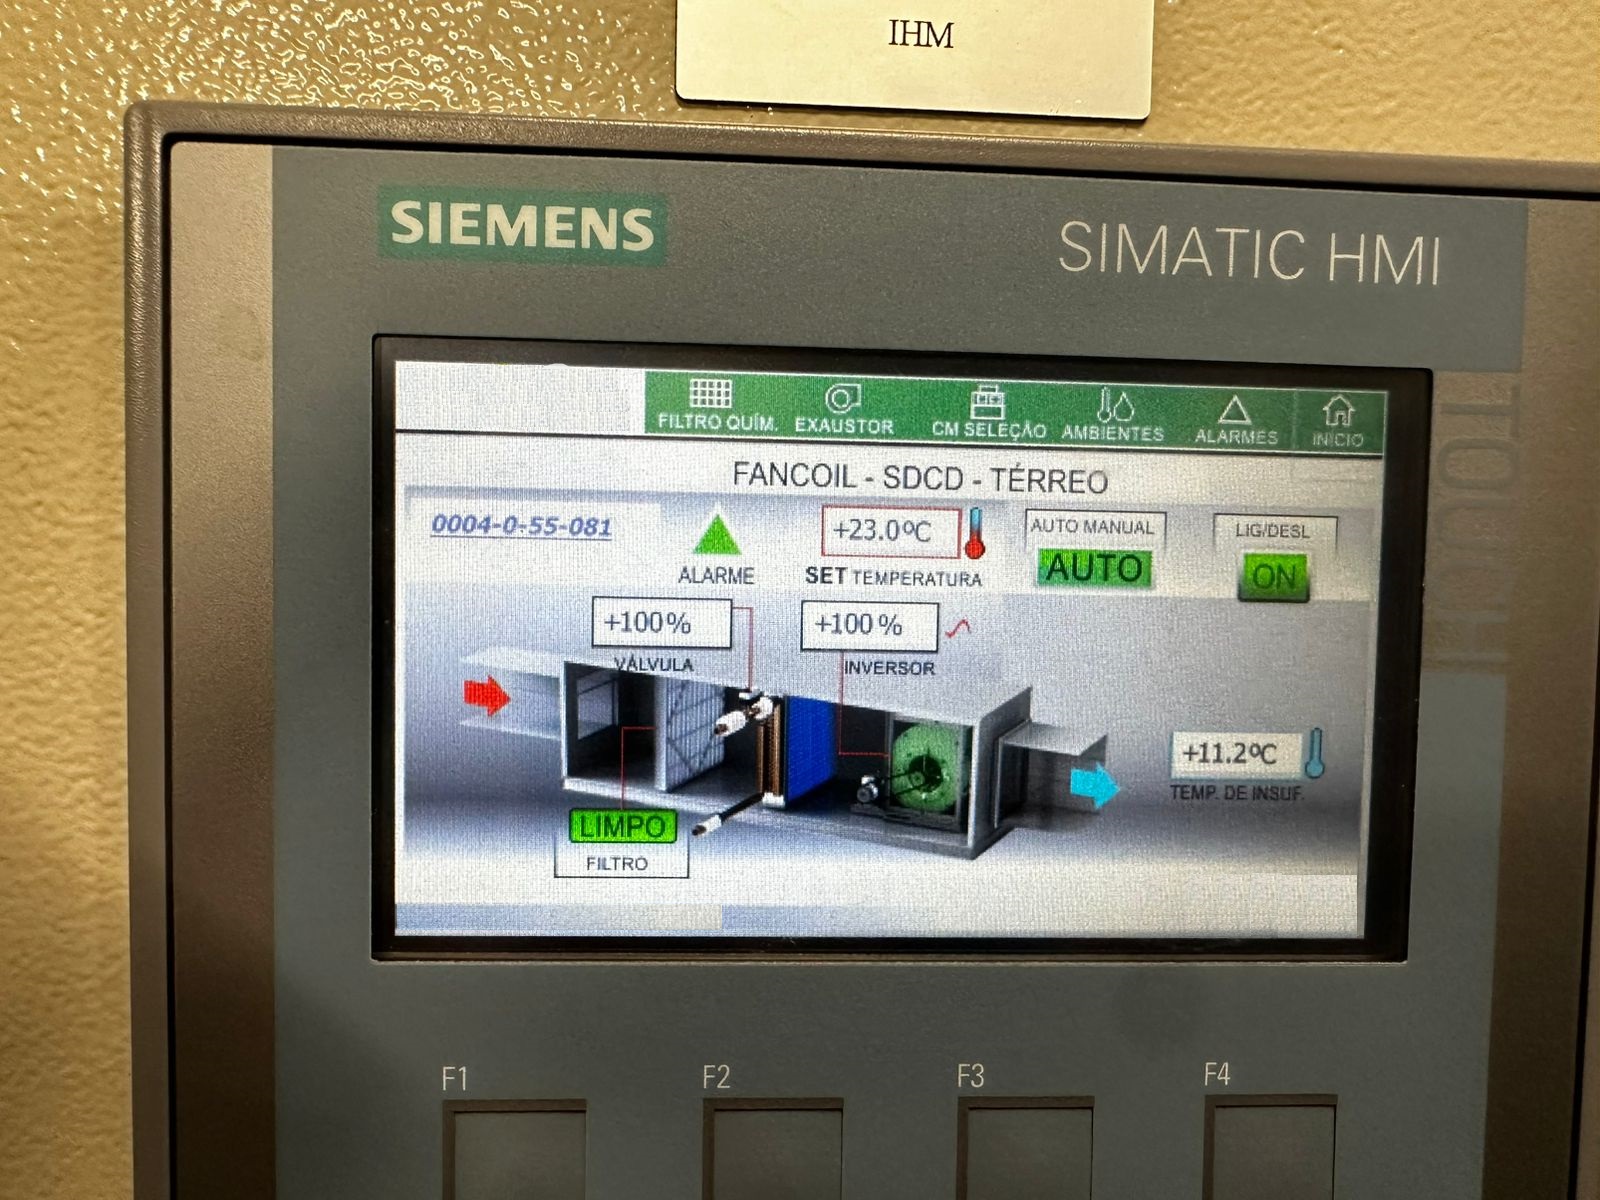 IHM
SIEMENS
SIMATIC HMI
TOUCH
FILTRO QUÍM.
EXAUSTOR
CM SELEÇÃO
AMBIENTES
ALARMES
INÍCIO
FANCOIL - SDCD - TÉRREO
0004-0-55-081
ALARME
+23.0ºC
SET TEMPERATURA
AUTO MANUAL
AUTO
LIG/DESL
ON
+100%
VÁLVULA
+100%
INVERSOR
+11.2ºC
TEMP. DE INSUF.
LIMPO
FILTRO
F1
F2
F3
F4